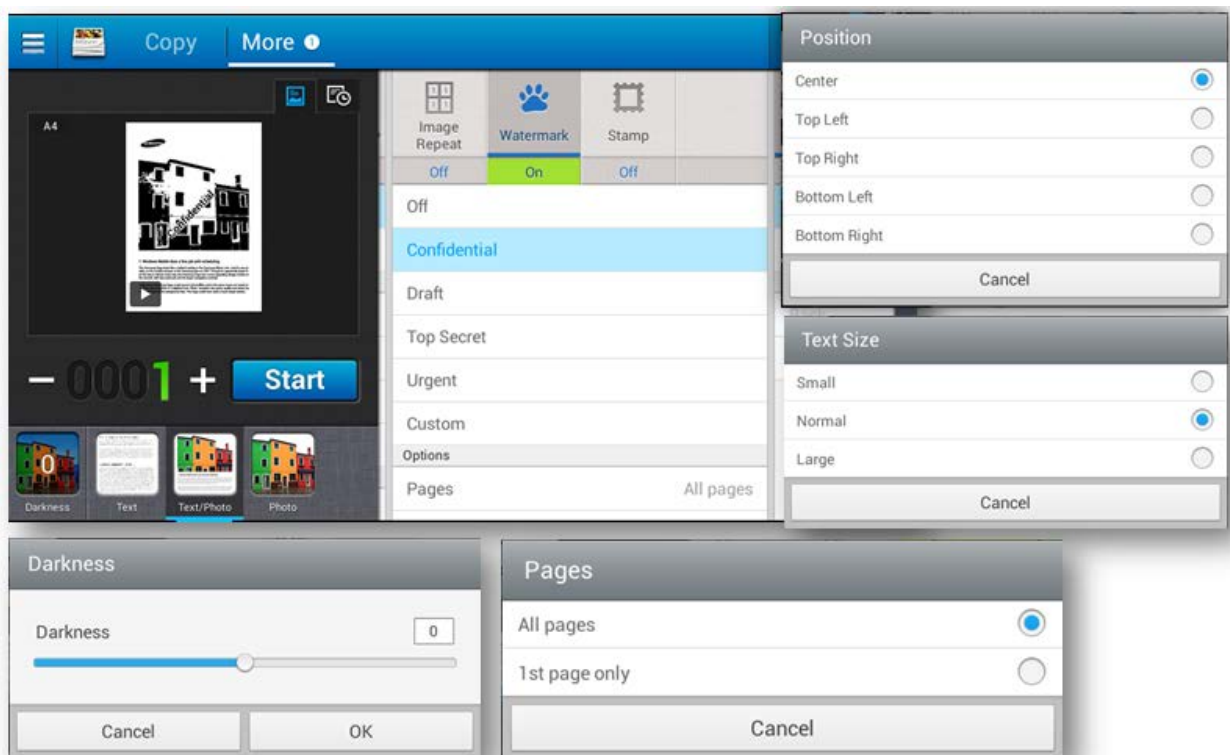 Copy
More 1
A4
Confidential
0001
Start
0
Darkness
Text
Text/Photo
Photo
Image
Repeat
Watermark
Stamp
Off
On
Off
Off
Confidential
Draft
Top Secret
Urgent
Custom
Options
Pages
All pages
Position
Center
Top Left
Top Right
Bottom Left
Bottom Right
Cancel
Text Size
Small
Normal
Large
Cancel
Darkness
Darkness
0
Cancel
OK
Pages
All pages
1st page only
Cancel